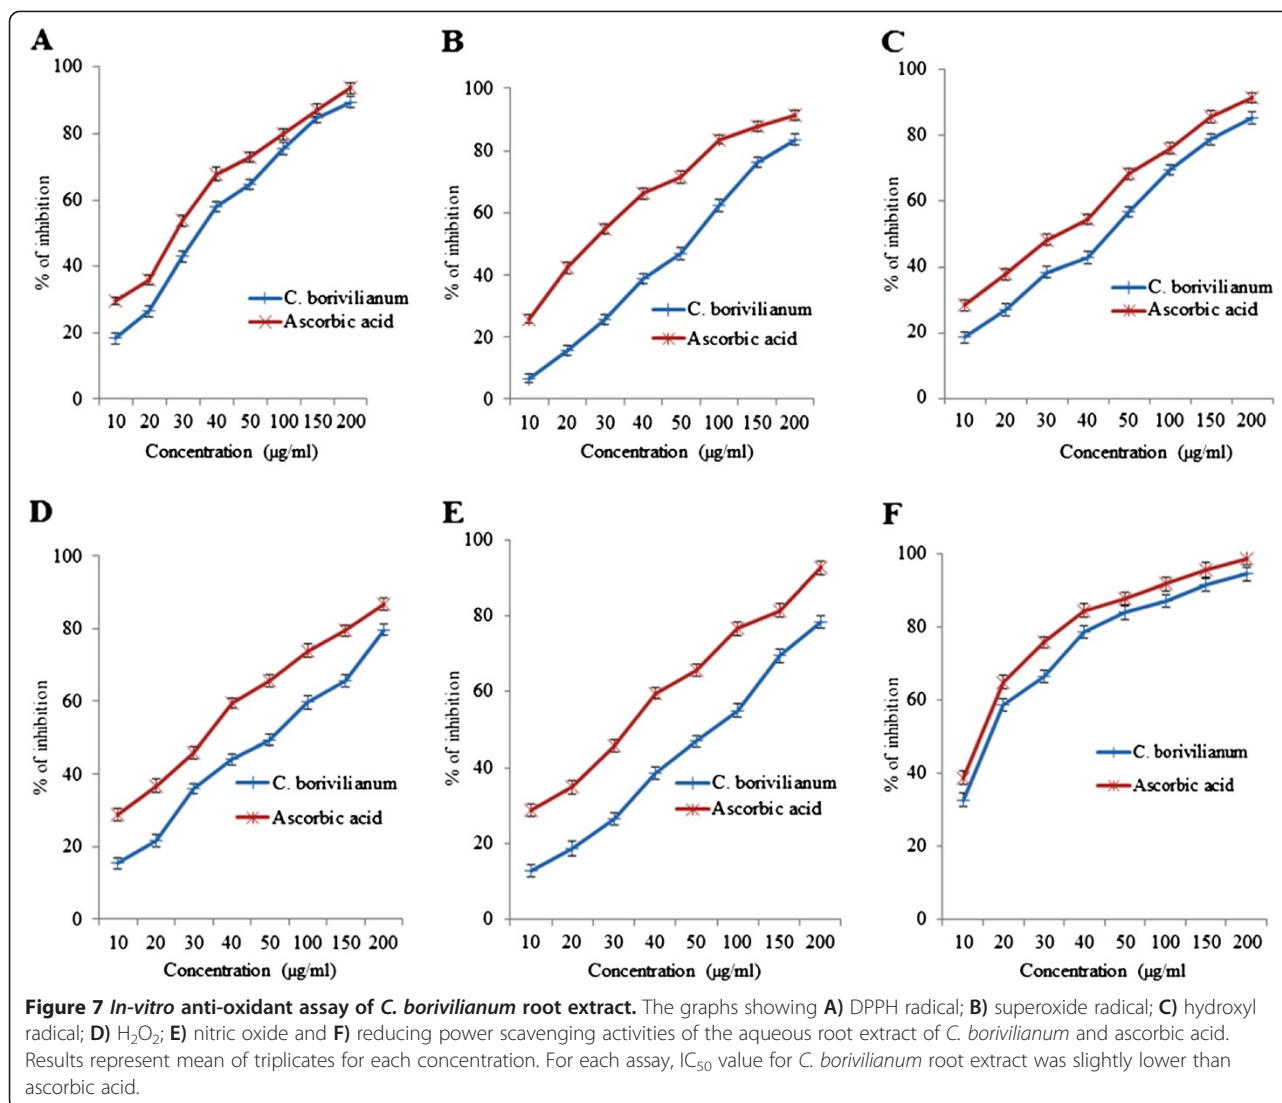 A
100
80
60
40
20
0
% of inhibition
C. borivilianum
Ascorbic acid
10 20 30 40 50 100 150 200
Concentration (µg/ml)
B
100
80
60
40
20
0
% of inhibition
C. borivilianum
Ascorbic acid
10 20 30 40 50 100 150 200
Concentration (µg/ml)
C
100
80
60
40
20
0
% of inhibition
C. borivilianum
Ascorbic acid
10 20 30 40 50 100 150 200
Concentration (µg/ml)
D
100
80
60
40
20
0
% of inhibition
C. borivilianum
Ascorbic acid
10 20 30 40 50 100 150 200
Concentration (µg/ml)
E
100
80
60
40
20
0
% of inhibition
C. borivilianum
Ascorbic acid
10 20 30 40 50 100 150 200
Concentration (µg/ml)
F
100
80
60
40
20
0
% of inhibition
C. borivilianum
Ascorbic acid
10 20 30 40 50 100 150 200
Concentration (µg/ml
Figure 7 In-vitro anti-oxidant assay of C. borivilianum root extract. The graphs showing A) DPPH radical; B) superoxide radical; C) hydroxyl
radical; D) H₂O₂; E) nitric oxide and F) reducing power scavenging activities of the aqueous root extract of C. borivilianum and ascorbic acid.
Results represent mean of triplicates for each concentration. For each assay, IC₅₀ value for C. borivilianum root extract was slightly lower than
ascorbic acid.